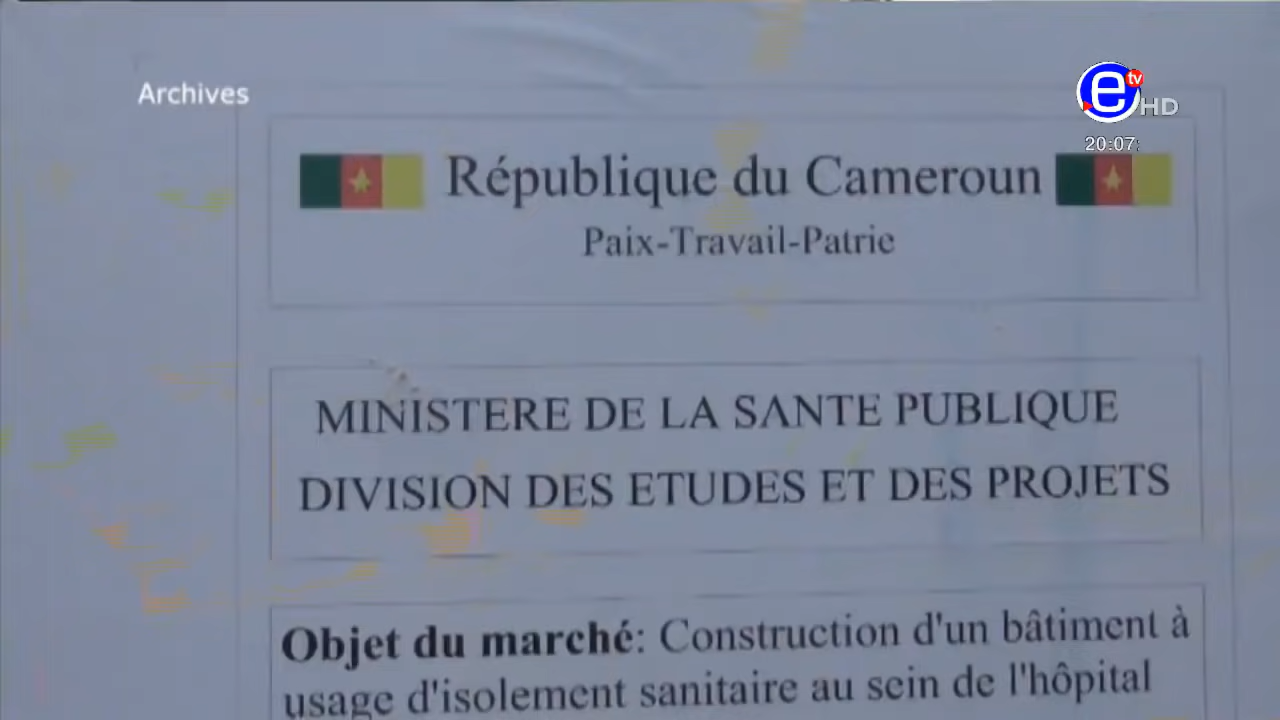 Archives
e tv HD
20:07:
République du Cameroun
Paix-Travail-Patrie
MINISTERE DE LA SANTE PUBLIQUE
DIVISION DES ETUDES ET DES PROJETS
Objet du marché: Construction d'un bâtiment à
usage d'isolement sanitaire au sein de l'hôpital